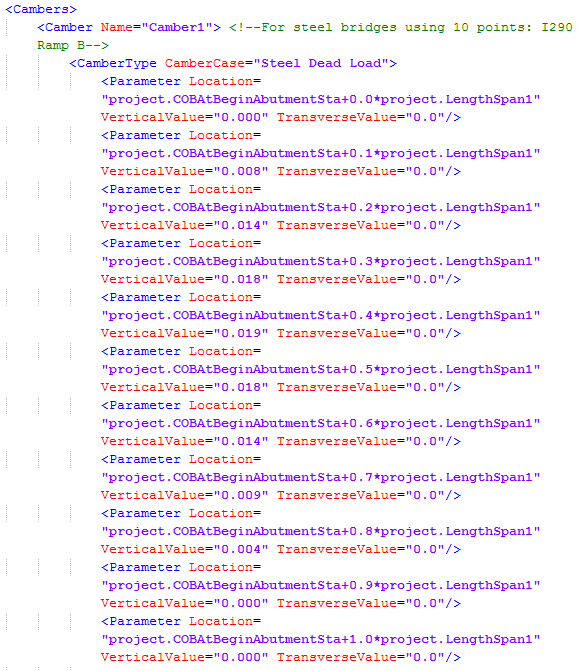 <Cambers>
<Camber Name="Camber1"> <!--For steel bridges using 10 points: I290
Ramp B-->
<CamberType CamberCase="Steel Dead Load">
<Parameter Location=
"project.COBAtBeginAbutmentSta+0.0*project.LengthSpan1"
VerticalValue="0.000" TransverseValue="0.0"/>
<Parameter Location=
"project.COBAtBeginAbutmentSta+0.1*project.LengthSpan1"
VerticalValue="0.008" TransverseValue="0.0"/>
<Parameter Location=
"project.COBAtBeginAbutmentSta+0.2*project.LengthSpan1"
VerticalValue="0.014" TransverseValue="0.0"/>
<Parameter Location=
"project.COBAtBeginAbutmentSta+0.3*project.LengthSpan1"
VerticalValue="0.018" TransverseValue="0.0"/>
<Parameter Location=
"project.COBAtBeginAbutmentSta+0.4*project.LengthSpan1"
VerticalValue="0.019" TransverseValue="0.0"/>
<Parameter Location=
"project.COBAtBeginAbutmentSta+0.5*project.LengthSpan1"
VerticalValue="0.018" TransverseValue="0.0"/>
<Parameter Location=
"project.COBAtBeginAbutmentSta+0.6*project.LengthSpan1"
VerticalValue="0.014" TransverseValue="0.0"/>
<Parameter Location=
"project.COBAtBeginAbutmentSta+0.7*project.LengthSpan1"
VerticalValue="0.009" TransverseValue="0.0"/>
<Parameter Location=
"project.COBAtBeginAbutmentSta+0.8*project.LengthSpan1"
VerticalValue="0.004" TransverseValue="0.0"/>
<Parameter Location=
"project.COBAtBeginAbutmentSta+0.9*project.LengthSpan1"
VerticalValue="0.000" TransverseValue="0.0"/>
<Parameter Location=
"project.COBAtBeginAbutmentSta+1.0*project.LengthSpan1"
VerticalValue="0.000" TransverseValue="0.0"/>